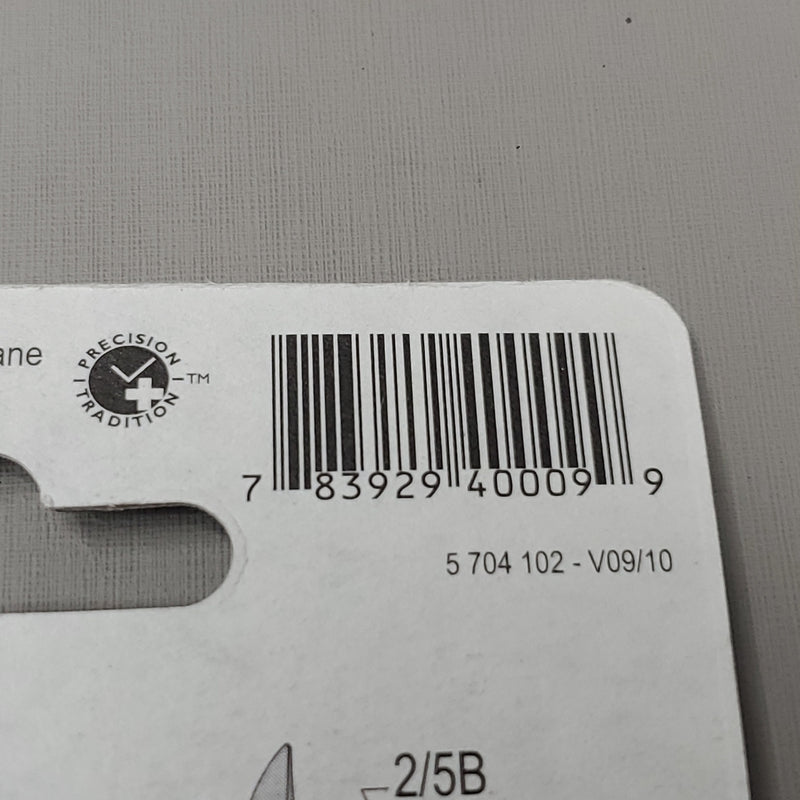 ane
PRECISION
TRADITION
TM
7 83929 40009 9
5 704 102 - V09/10
2/5B